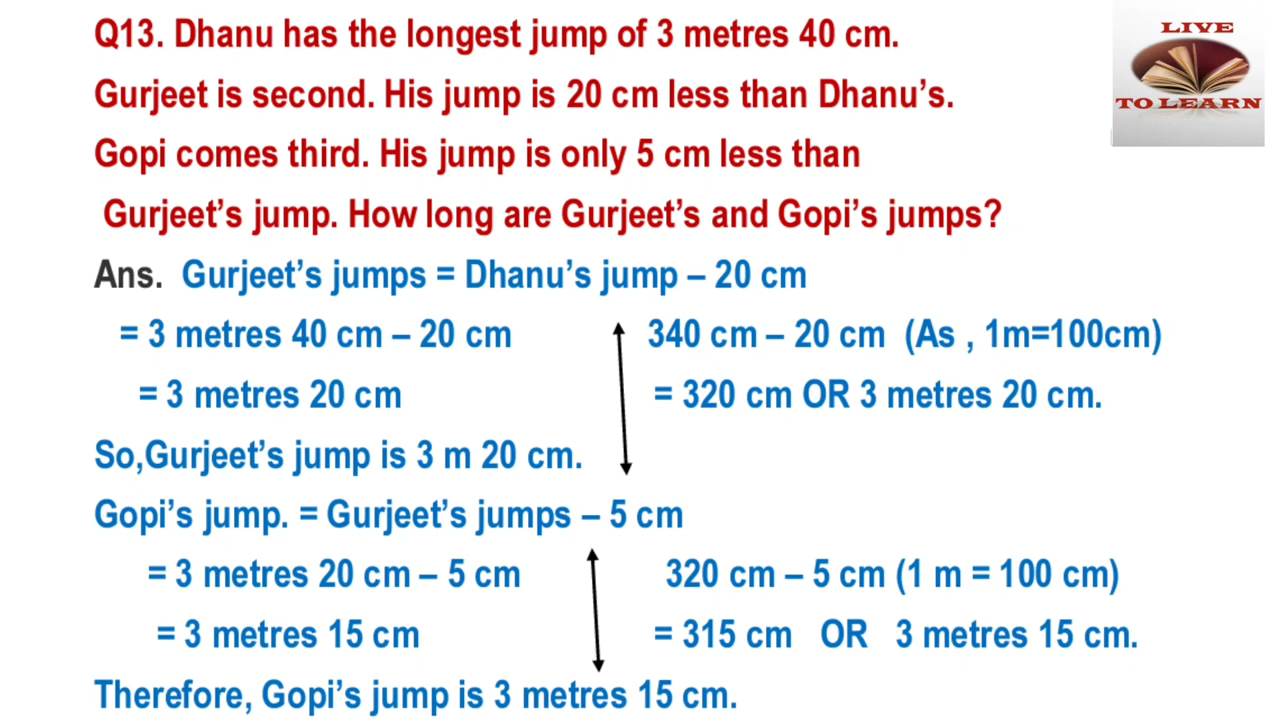 Q13. Dhanu has the longest jump of 3 metres 40 cm.
LIVE
TO LEARN
Gurjeet is second. His jump is 20 cm less than Dhanu's.
Gopi comes third. His jump is only 5 cm less than
Gurjeet's jump. How long are Gurjeet's and Gopi's jumps?
Ans. Gurjeet's jumps = Dhanu's jump – 20 cm
= 3 metres 40 cm – 20 cm 340 cm – 20 cm (As , 1m=100cm)
= 3 metres 20 cm = 320 cm OR 3 metres 20 cm.
So,Gurjeet's jump is 3 m 20 cm.
Gopi's jump. = Gurjeet's jumps – 5 cm
= 3 metres 20 cm – 5 cm 320 cm – 5 cm (1 m = 100 cm)
= 3 metres 15 cm = 315 cm OR 3 metres 15 cm.
Therefore, Gopi's jump is 3 metres 15 cm.